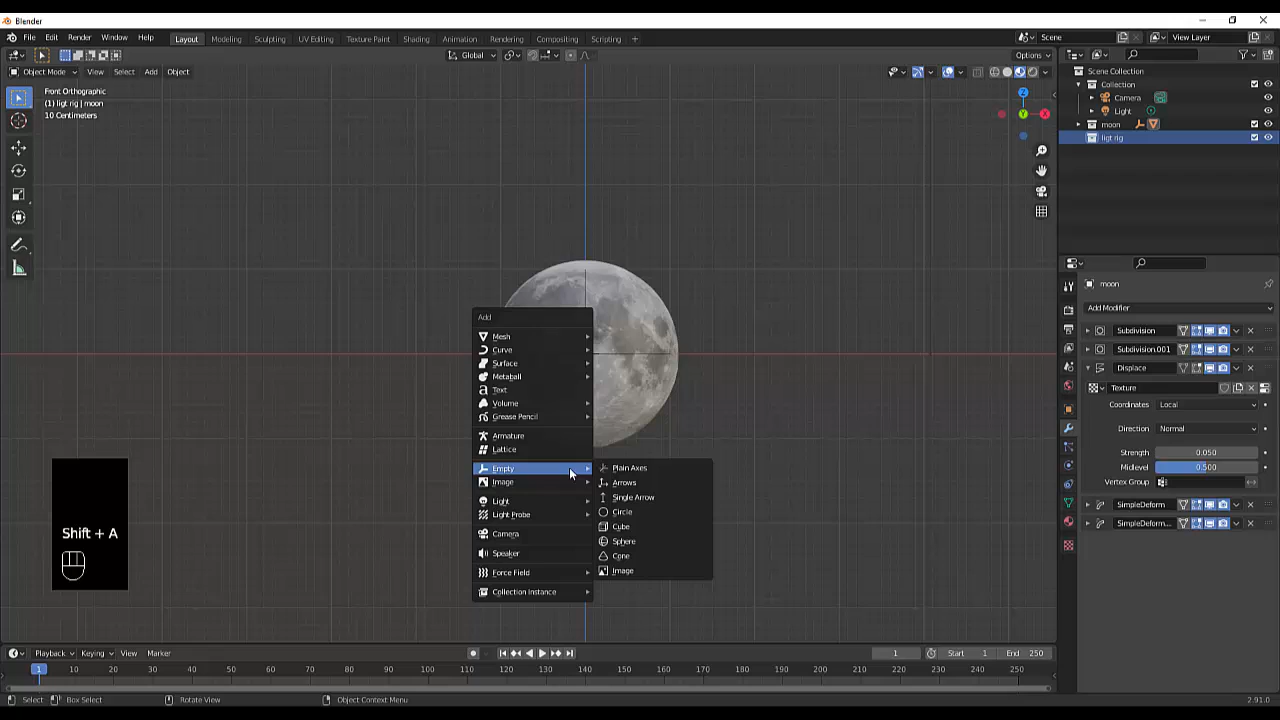 Blender
File Edit Render Window Help Layout Modeling Sculpting UV Editing Texture Paint Shading Animation Rendering Compositing Scripting + Scene View Layer
Global Options
Object Mode View Select Add Object
Front Orthographic
(1) ligt rig | moon
10 Centimeters
Z
Y
X
Scene Collection
Collection
Camera
Light
moon
ligt rig
Add
Mesh
Curve
Surface
Metaball
Text
Volume
Grease Pencil
Armature
Lattice
Empty
Image
Light
Light Probe
Camera
Speaker
Force Field
Collection Instance
Plain Axes
Arrows
Single Arrow
Circle
Cube
Sphere
Cone
Image
Shift + A
moon
Add Modifier
Subdivision
Subdivision.001
Displace
Texture
Coordinates Local
Direction Normal
Strength 0.050
Midlevel 0.500
Vertex Group
SimpleDeform
SimpleDeform...
Playback Keying View Marker 1 Start 1 End 250
1 10 20 30 40 50 60 70 80 90 100 110 120 130 140 150 160 170 180 190 200 210 220 230 240 250
Select Box Select Rotate View Object Context Menu 2.91.0